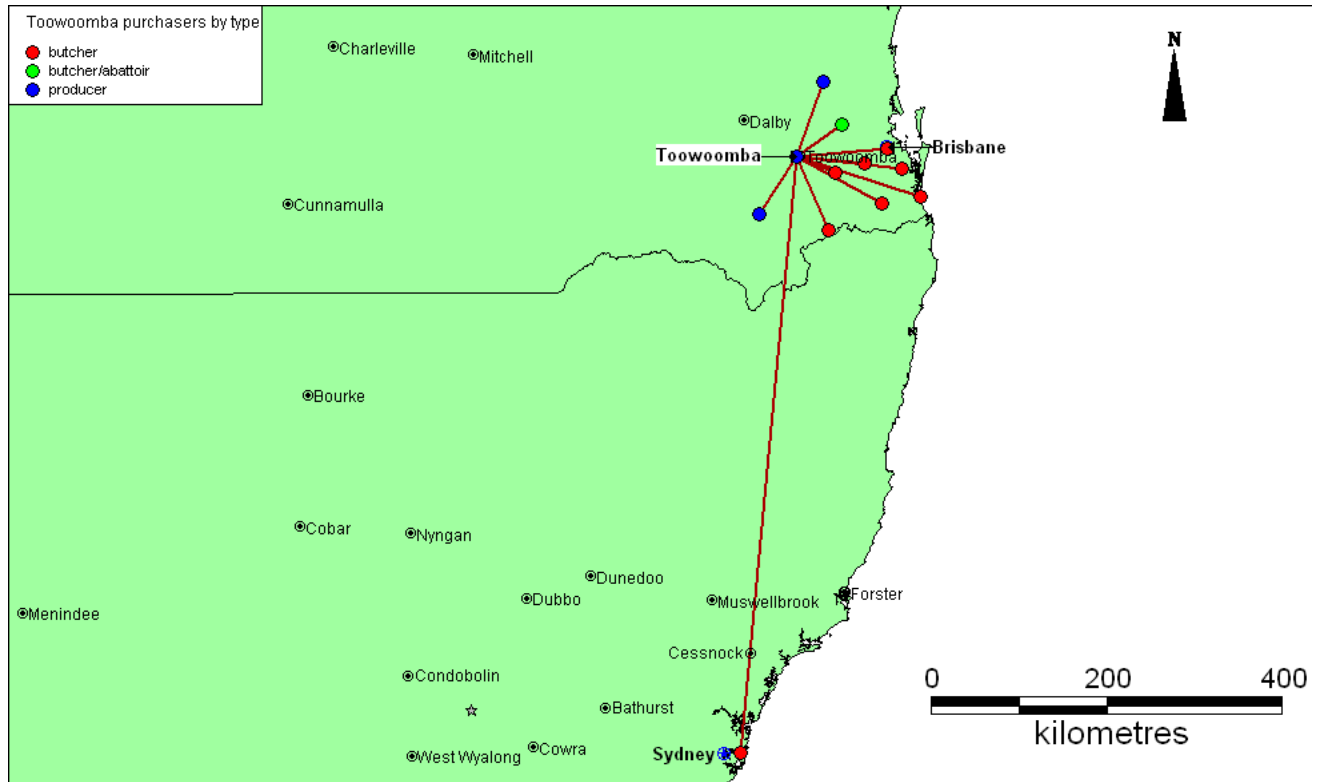 Toowoomba purchasers by type
butcher
butcher/abattoir
producer
Charleville
Mitchell
N
Dalby
Toowoomba
Toowoomba
Brisbane
Cunnamulla
Bourke
Cobar
Nyngan
Dunedoo
Dubbo
Muswellbrook
Forster
Menindee
Cessnock
Condobolin
Bathurst
0 200 400
kilometres
Sydney
Cowra
West Wyalong